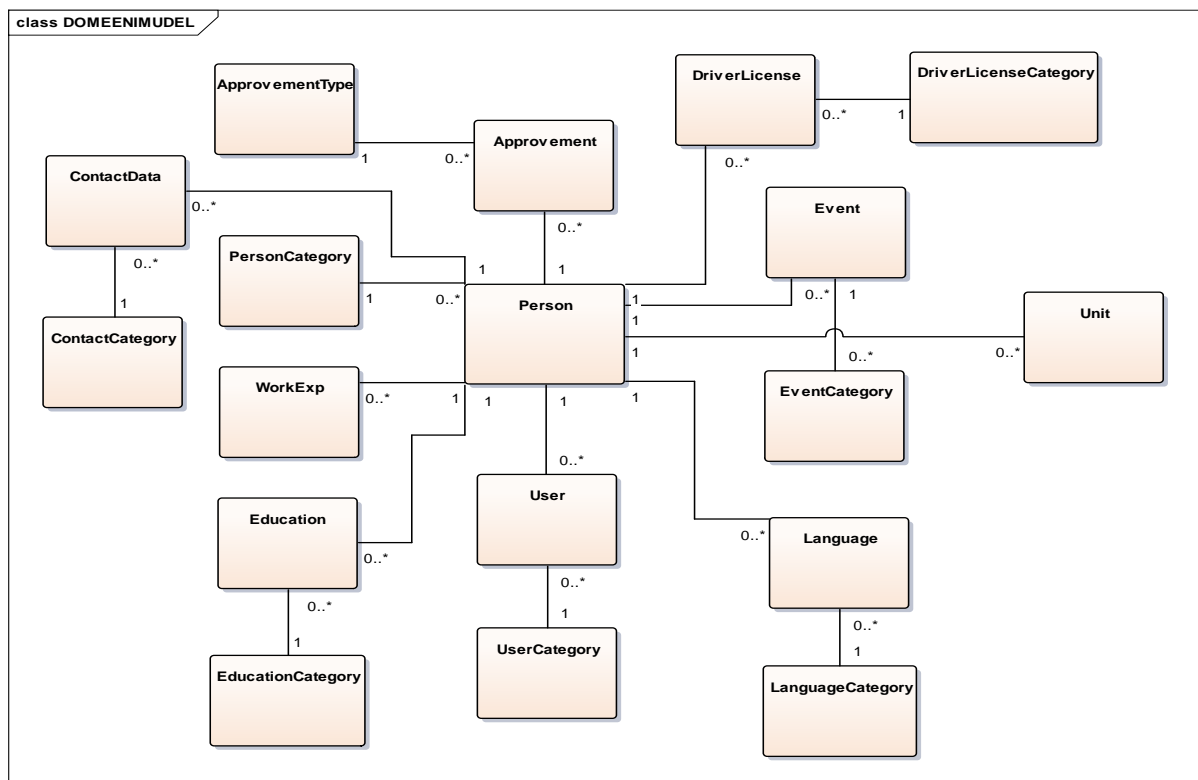 class DOMEENIMUDEL
ApprovementType
DriverLicense
DriverLicenseCategory
0..*
1
Approvement
1
0..*
ContactData
0..*
0..*
Event
0..*
PersonCategory
0..*
1
1
1
0..*
Person
1
0..*
1
1
Unit
1
ContactCategory
1
0..*
0..*
WorkExp
0..*
1
1
1
1
EventCategory
0..*
User
Education
0..*
Language
0..*
0..*
0..*
0..*
1
1
1
UserCategory
EducationCategory
LanguageCategory